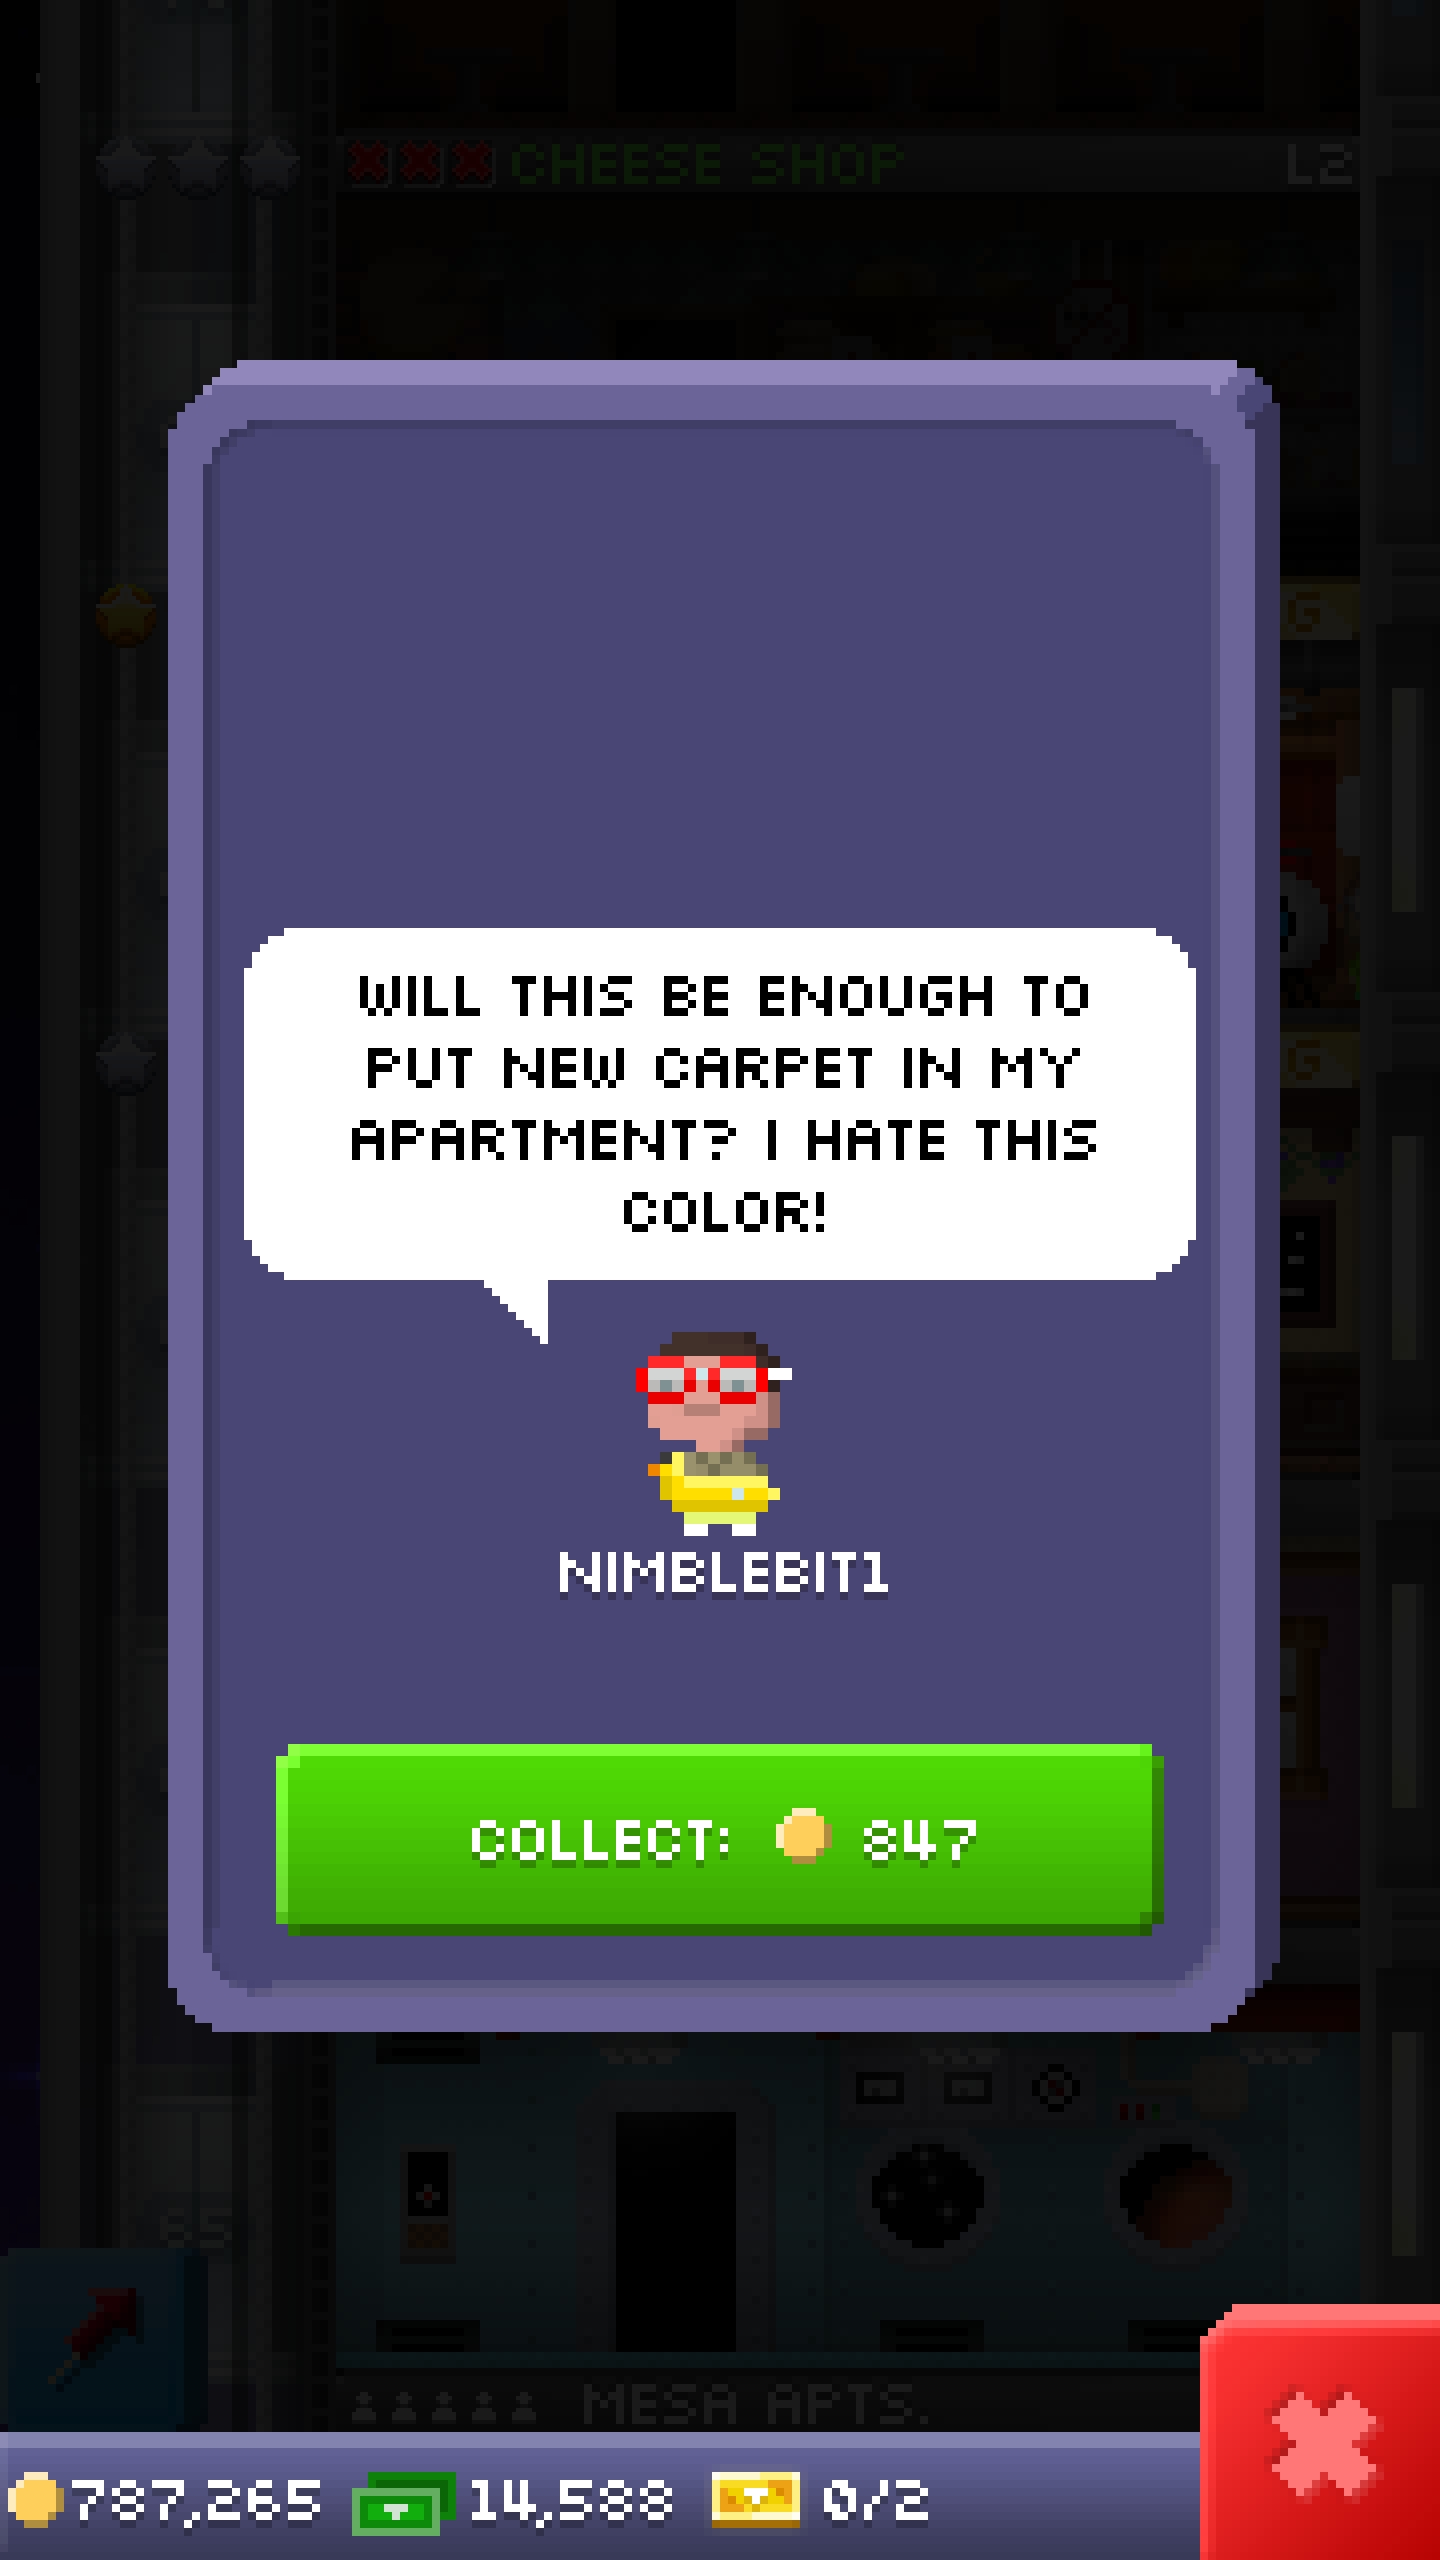 CHEESE SHOP L2
G
WILL THIS BE ENOUGH TO
PUT NEW CARPET IN MY
APARTMENT? I HATE THIS
COLOR!
G
NIMBLEBIT1
COLLECT: 847
65
MESA APTS.
787,265 14,588 0/2